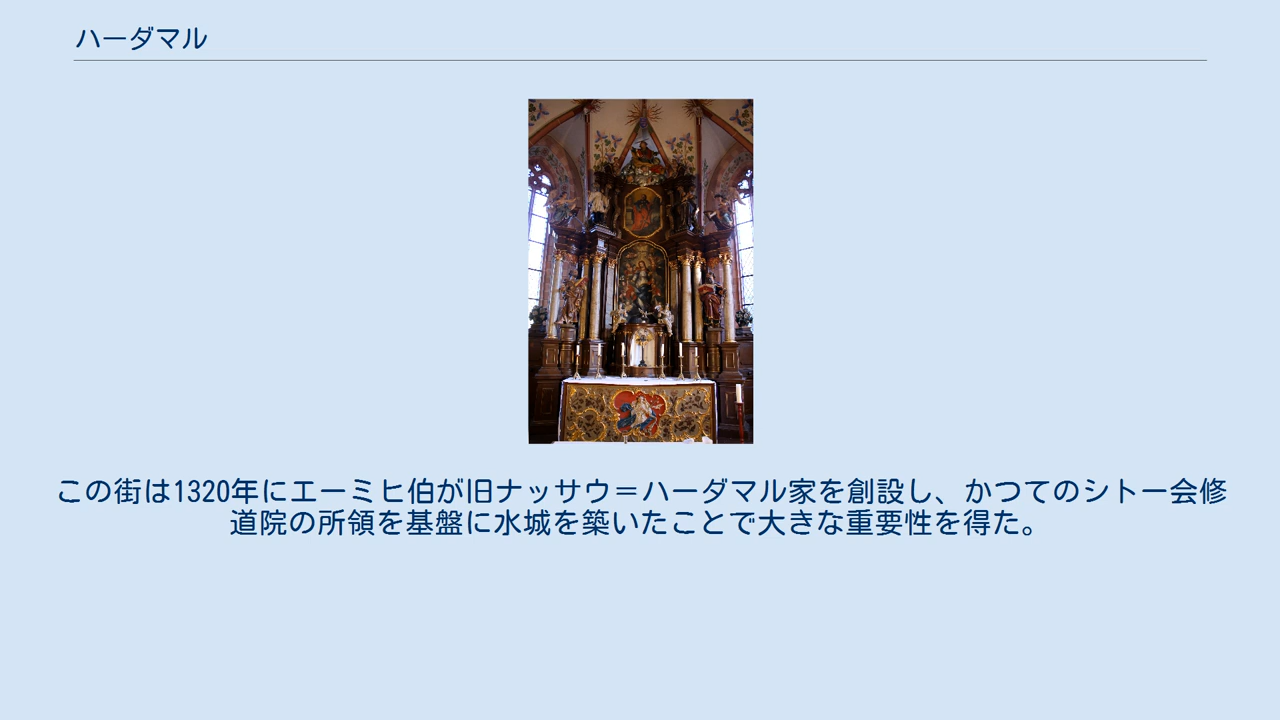 ハーダマル
この街は1320年にエーミヒ伯が旧ナッサウ＝ハーダマル家を創設し、かつてのシトー会修
道院の所領を基盤に水城を築いたことで大きな重要性を得た。